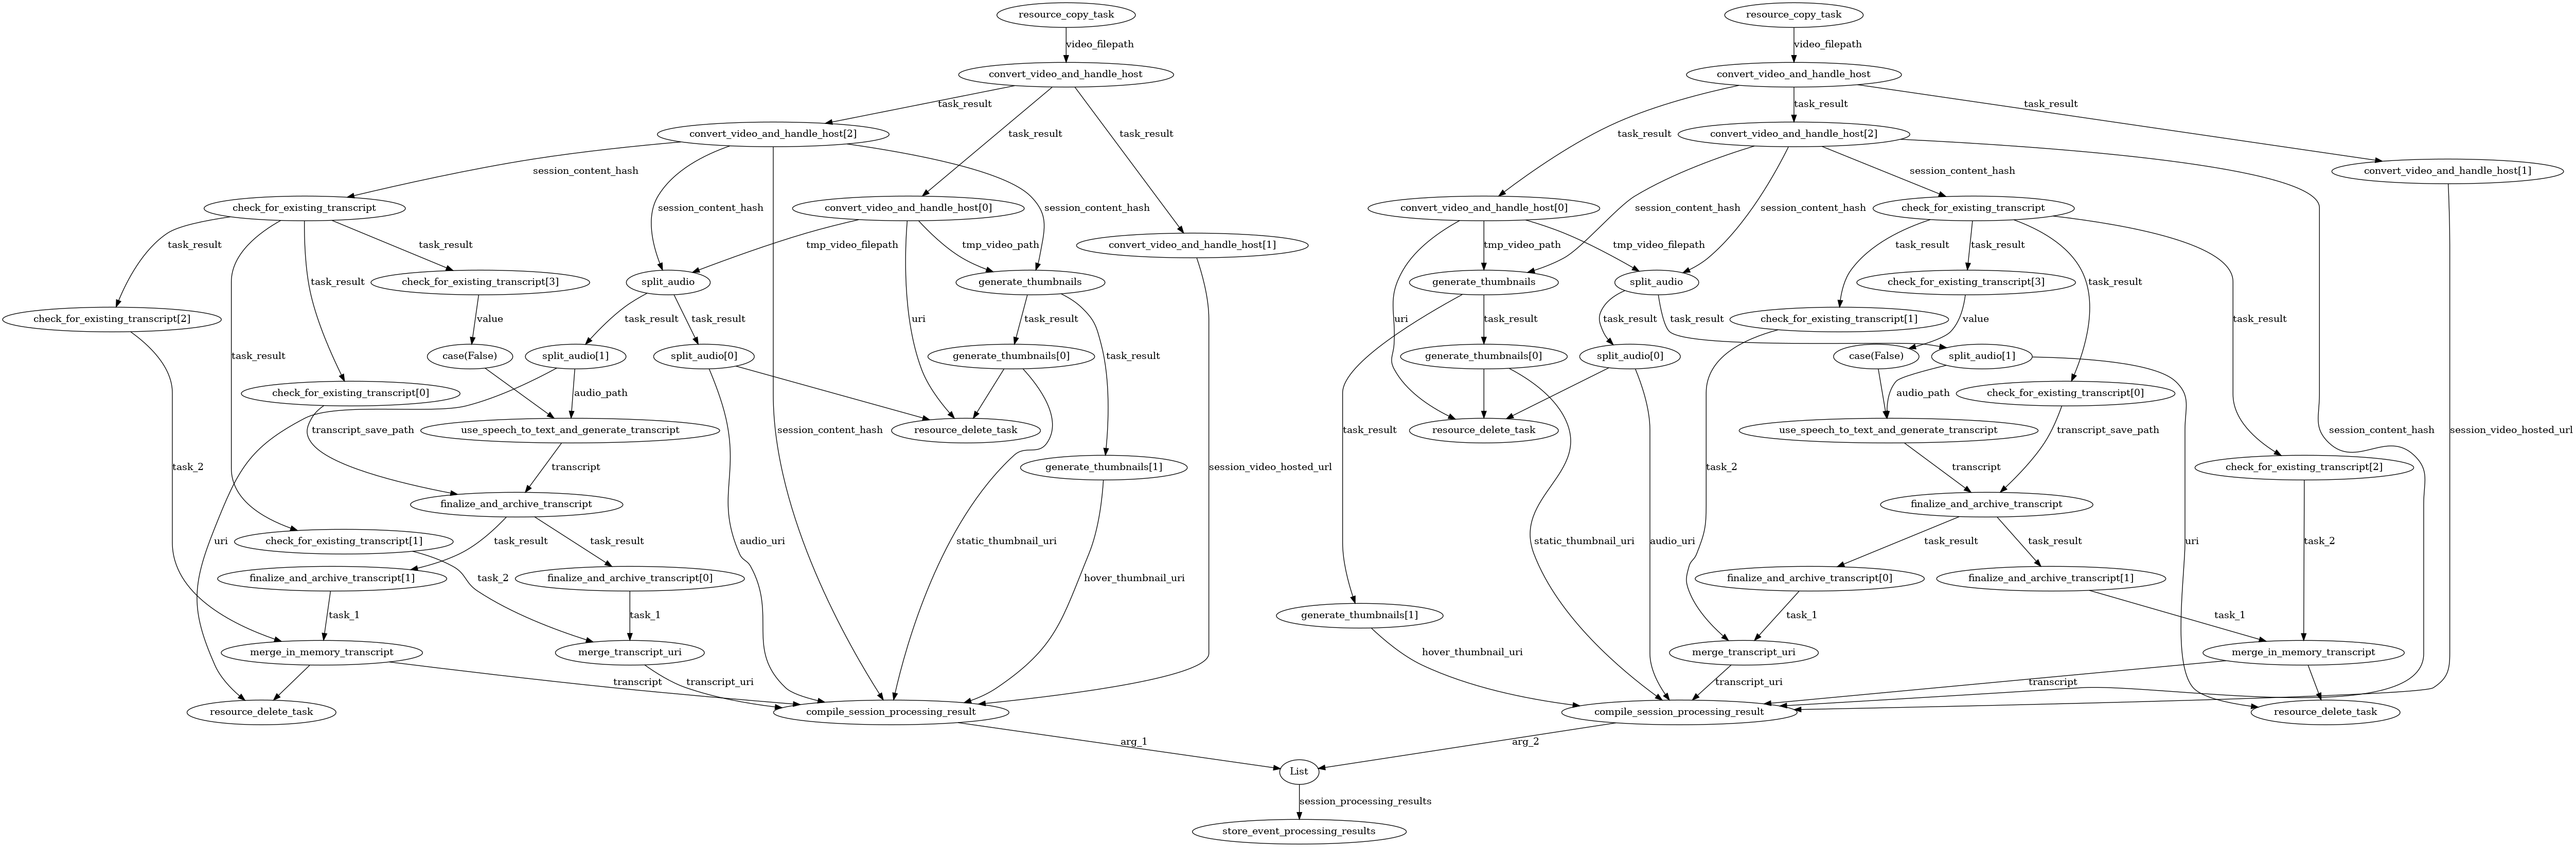 resource_copy_task
resource_copy_task
video_filepath
video_filepath
convert_video_and_handle_host
convert_video_and_handle_host
task_result
task_result
task_result
convert_video_and_handle_host[2]
task_result
task_result
task_result
task_result
convert_video_and_handle_host[2]
session_content_hash
session_content_hash
convert_video_and_handle_host[1]
check_for_existing_transcript
session_content_hash
convert_video_and_handle_host[0]
session_content_hash
convert_video_and_handle_host[0]
session_content_hash
session_content_hash
check_for_existing_transcript
task_result
task_result
tmp_video_path
convert_video_and_handle_host[1]
tmp_video_path
tmp_video_filepath
task_result
task_result
tmp_video_filepath
task_result
check_for_existing_transcript[3]
split_audio
generate_thumbnails
generate_thumbnails
split_audio
check_for_existing_transcript[3]
task_result
check_for_existing_transcript[2]
value
task_result
task_result
uri
task_result
uri
task_result
check_for_existing_transcript[1]
task_result
task_result
value
task_result
task_result
case(False)
split_audio[1]
split_audio[0]
generate_thumbnails[0]
task_result
generate_thumbnails[0]
split_audio[0]
case(False)
split_audio[1]
check_for_existing_transcript[0]
audio_path
audio_path
check_for_existing_transcript[0]
transcript_save_path
use_speech_to_text_and_generate_transcript
session_content_hash
resource_delete_task
task_result
resource_delete_task
use_speech_to_text_and_generate_transcript
transcript_save_path
session_content_hash
session_video_hosted_url
task_2
transcript
generate_thumbnails[1]
session_video_hosted_url
task_2
transcript
check_for_existing_transcript[2]
finalize_and_archive_transcript
finalize_and_archive_transcript
uri
check_for_existing_transcript[1]
task_result
task_result
audio_uri
static_thumbnail_uri
static_thumbnail_uri
audio_uri
task_result
task_result
uri
task_2
finalize_and_archive_transcript[1]
task_2
finalize_and_archive_transcript[0]
hover_thumbnail_uri
finalize_and_archive_transcript[0]
finalize_and_archive_transcript[1]
task_1
task_1
generate_thumbnails[1]
task_1
task_1
merge_in_memory_transcript
merge_transcript_uri
hover_thumbnail_uri
merge_transcript_uri
merge_in_memory_transcript
transcript
transcript_uri
transcript_uri
transcript
resource_delete_task
compile_session_processing_result
compile_session_processing_result
resource_delete_task
arg_1
arg_2
List
session_processing_results
store_event_processing_results